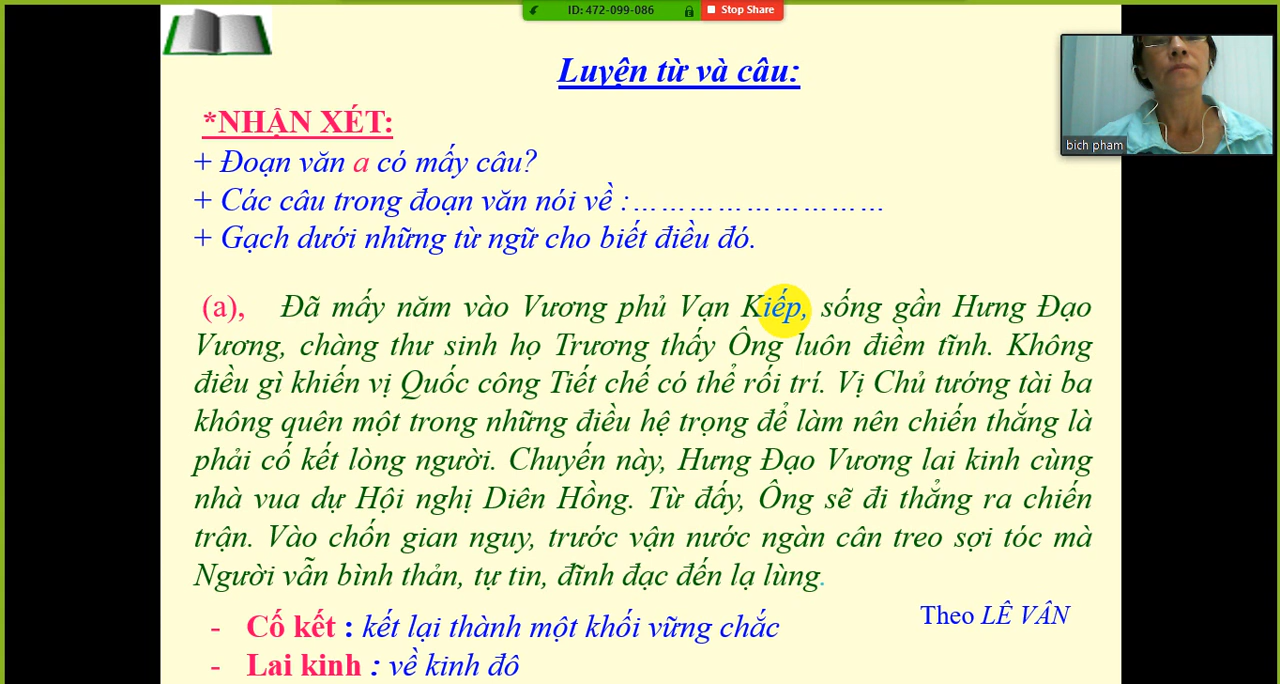 ID: 472-099-086
Stop Share
Luyện từ và câu:
*NHẬN XÉT:
+ Đoạn văn a có mấy câu?
+ Các câu trong đoạn văn nói về :………………………
+ Gạch dưới những từ ngữ cho biết điều đó.
bich pham
(a), Đã mấy năm vào Vương phủ Vạn Kiếp, sống gần Hưng Đạo
Vương, chàng thư sinh họ Trương thấy Ông luôn điềm tĩnh. Không
điều gì khiến vị Quốc công Tiết chế có thể rối trí. Vị Chủ tướng tài ba
không quên một trong những điều hệ trọng để làm nên chiến thắng là
phải cố kết lòng người. Chuyến này, Hưng Đạo Vương lai kinh cùng
nhà vua dự Hội nghị Diên Hồng. Từ đấy, Ông sẽ đi thẳng ra chiến
trận. Vào chốn gian nguy, trước vận nước ngàn cân treo sợi tóc mà
Người vẫn bình thản, tự tin, đĩnh đạc đến lạ lùng.
Theo LÊ VÂN
- Cố kết : kết lại thành một khối vững chắc
- Lai kinh : về kinh đô